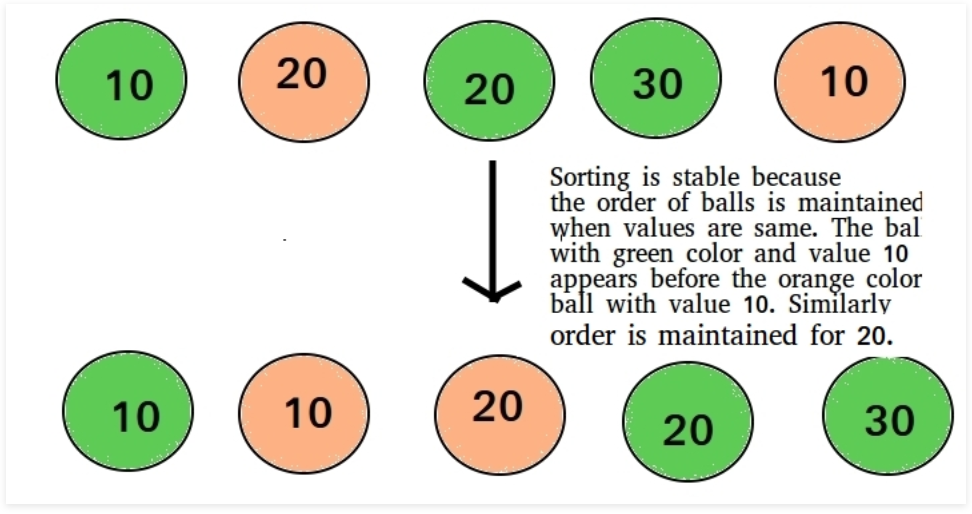 10 20 20 30 10
Sorting is stable because
the order of balls is maintained
when values are same. The bal
with green color and value 10
appears before the orange color
ball with value 10. Similarly
order is maintained for 20.
10 10 20 20 30